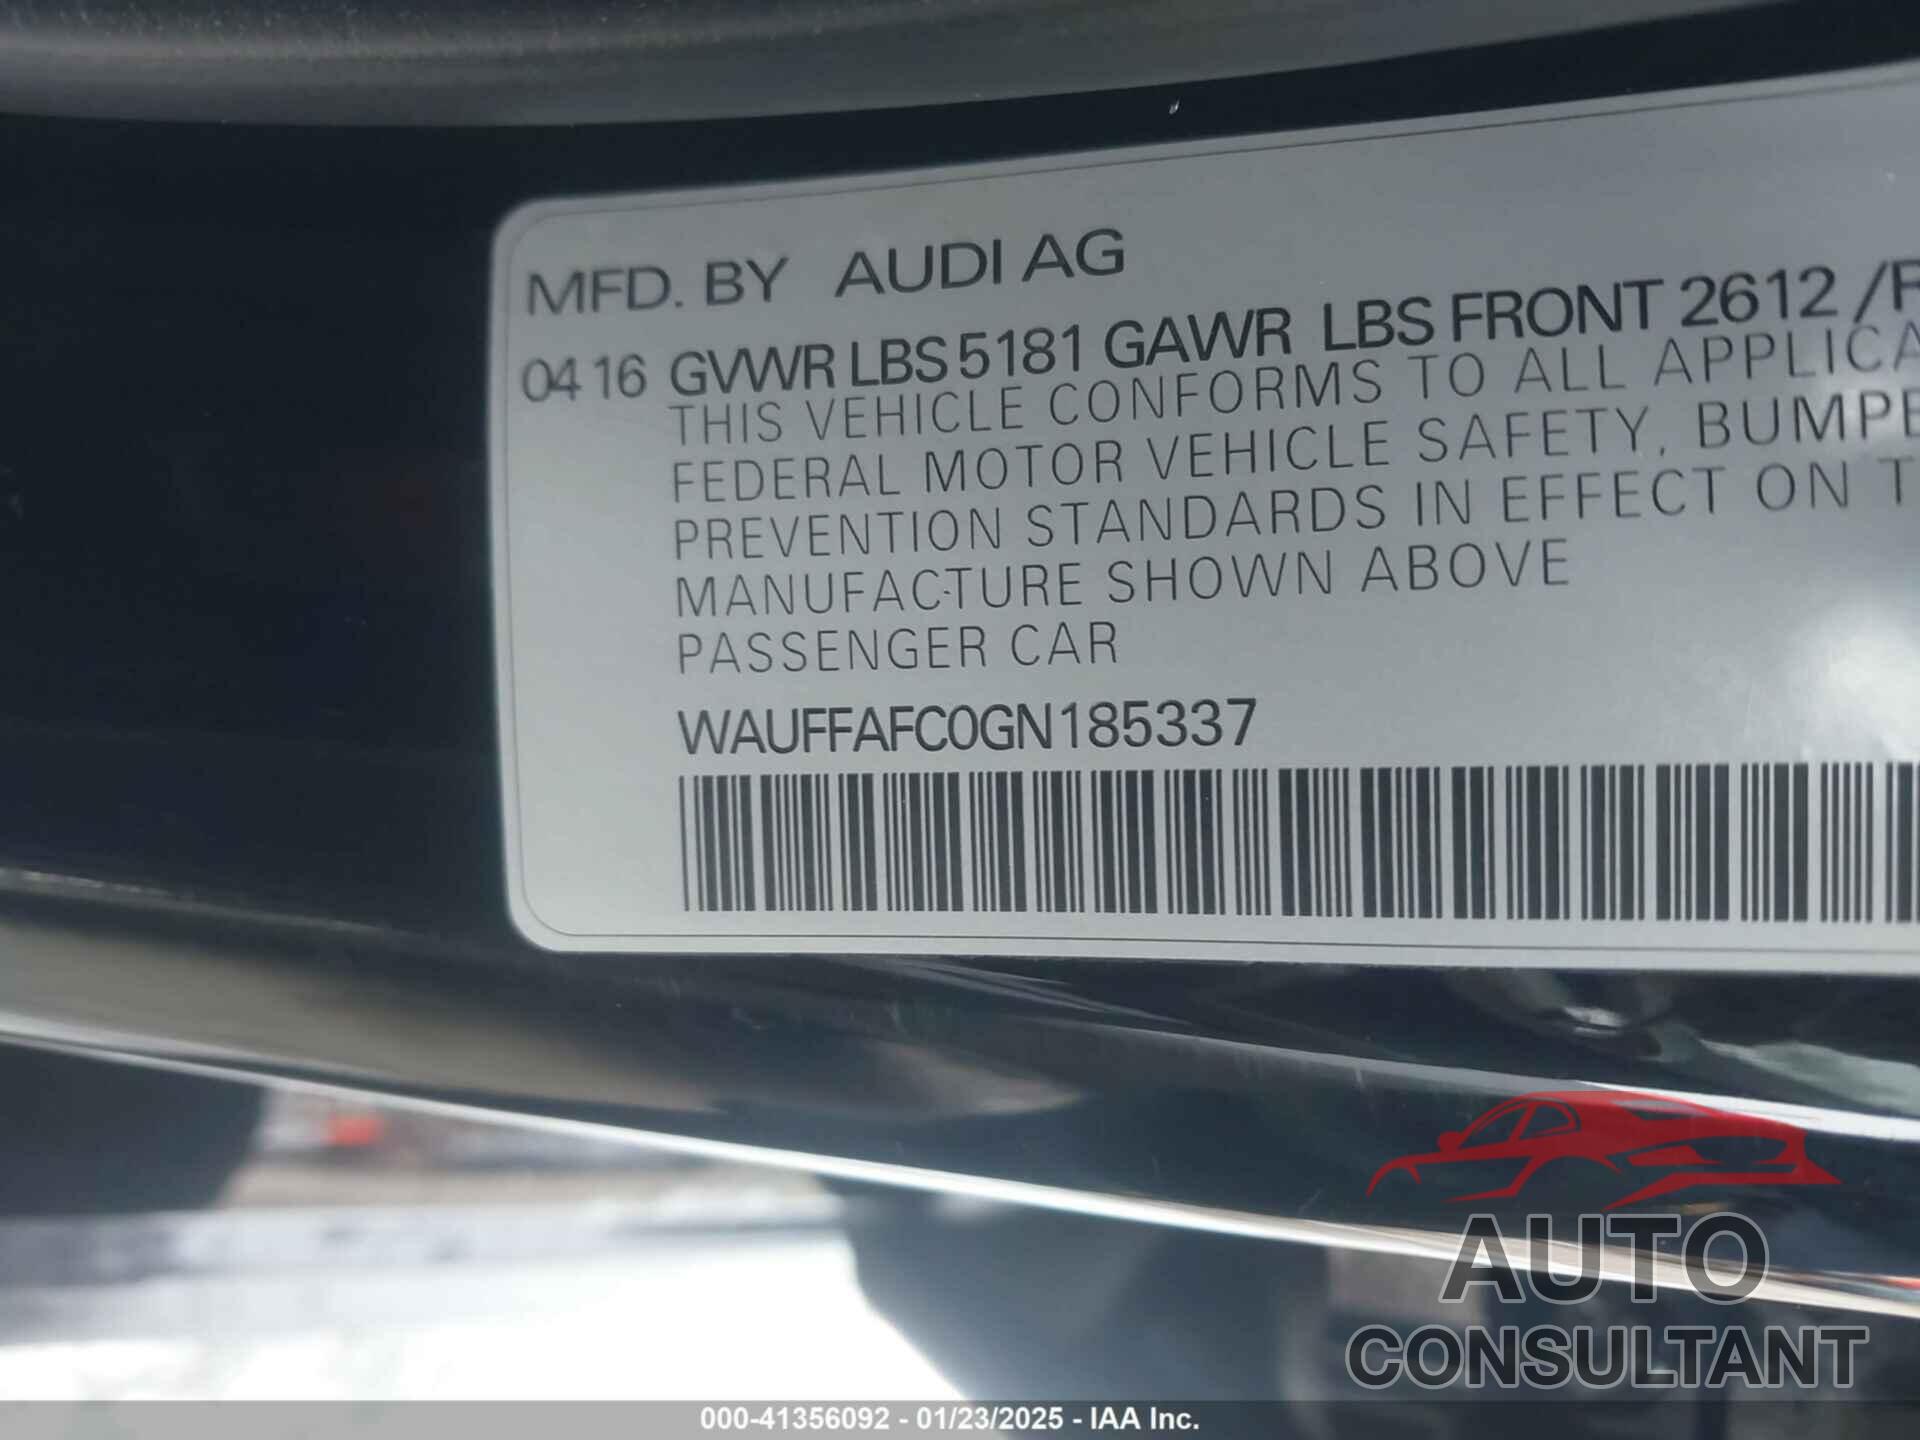 MFD. BY AUDI AG
04 16 GVWR LBS 5181 GAWR LBS FRONT 2612 /R
THIS VEHICLE CONFORMS TO ALL
FEDERAL MOTOR VEHICLE SAFETY,
PREVENTION STANDARDS IN EFFECT ON
MANUFACTURE SHOWN ABOVE
PASSENGER CAR
WAUFFAFC0GN185337
AUTO
CONSULTANT
000-41356092 - 01/23/2025 - IAA Inc.